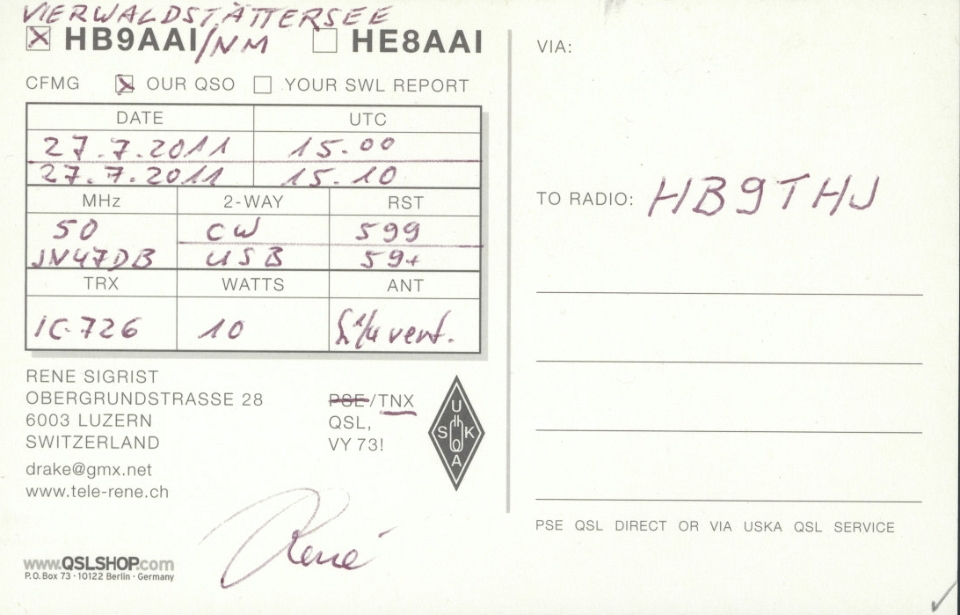 VIERWALDSTÄTTERSEE
HB9AAI/NM HE8AAI
CFMG OUR QSO YOUR SWL REPORT
DATE UTC
27.7.2011 15.00
27.7.2011 15.10
MHz 2-WAY RST
50 CW 599
JN47DB USB 59+
TRX WATTS ANT
IC-726 10 1/4 vert.
RENE SIGRIST
OBERGRUNDSTRASSE 28
6003 LUZERN
SWITZERLAND
drake@gmx.net
www.tele-rene.ch
PSE/TNX
QSL,
VY 73!
U
S K
A
René
www.QSLSHOP.com
P.O. Box 73 · 10122 Berlin · Germany
VIA:
TO RADIO: HB9THJ
PSE QSL DIRECT OR VIA USKA QSL SERVICE